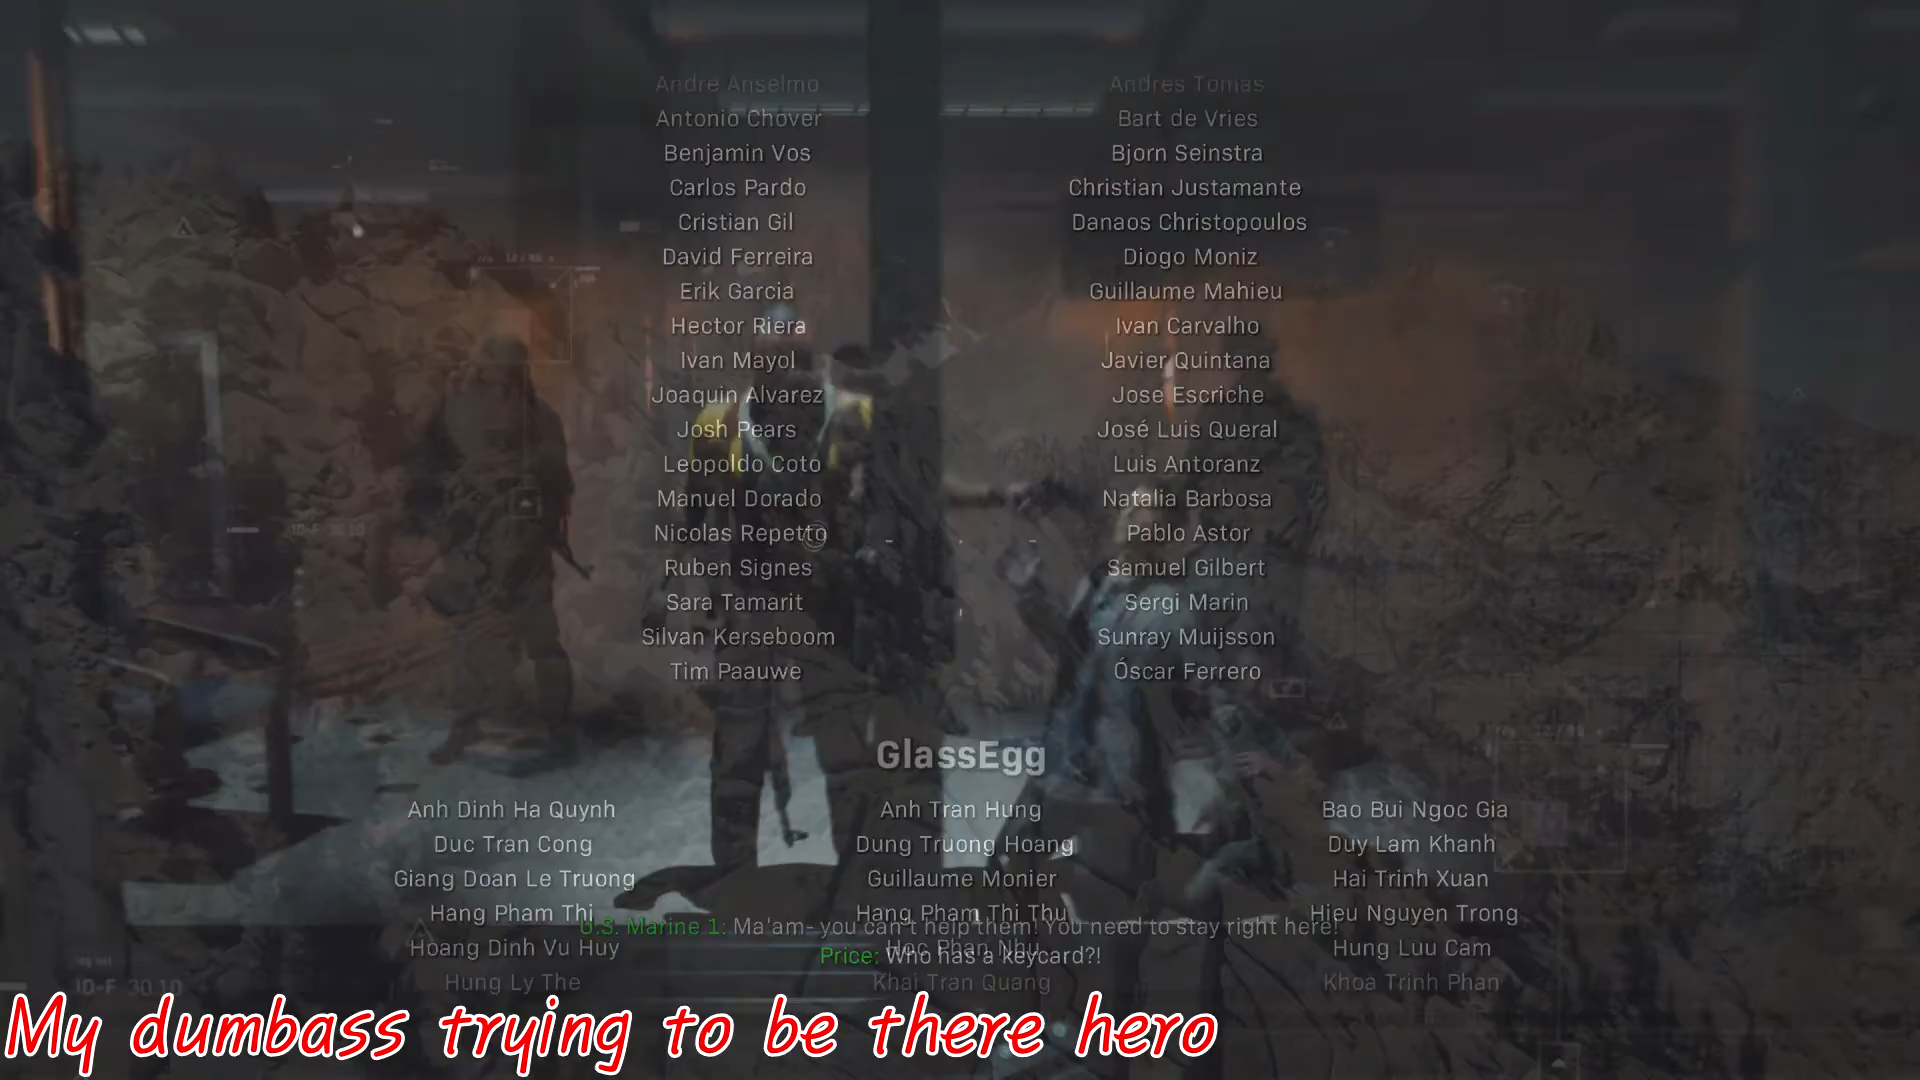 Andre Anselmo Andres Tomas
Antonio Chover Bart de Vries
Benjamin Vos Bjorn Seinstra
Carlos Pardo Christian Justamante
Cristian Gil Danaos Christopoulos
David Ferreira Diogo Moniz
Erik Garcia Guillaume Mahieu
Hector Riera Ivan Carvalho
Ivan Mayol Javier Quintana
Joaquin Alvarez Jose Escriche
Josh Pears José Luis Queral
Leopoldo Coto Luis Antoranz
Manuel Dorado Natalia Barbosa
Nicolas Repetto Pablo Astor
Ruben Signes Samuel Gilbert
Sara Tamarit Sergi Marin
Silvan Kerseboom Sunray Muijsson
Tim Paauwe Óscar Ferrero
GlassEgg
Anh Dinh Ha Quynh Anh Tran Hung Bao Bui Ngoc Gia
Duc Tran Cong Dung Truong Hoang Duy Lam Khanh
Giang Doan Le Truong Guillaume Monier Hai Trinh Xuan
Hang Pham Thi Hang Pham Thi Thu Hieu Nguyen Trong
U.S. Marine 1: Ma'am- you can't help them! You need to stay right here!
Hoang Dinh Vu Huy Hoc Phan Nhu Hung Luu Cam
Price: Who has a keycard?!
Hung Ly The Khai Tran Quang Khoa Trinh Phan
ID-F 30 10
My dumbass trying to be there hero